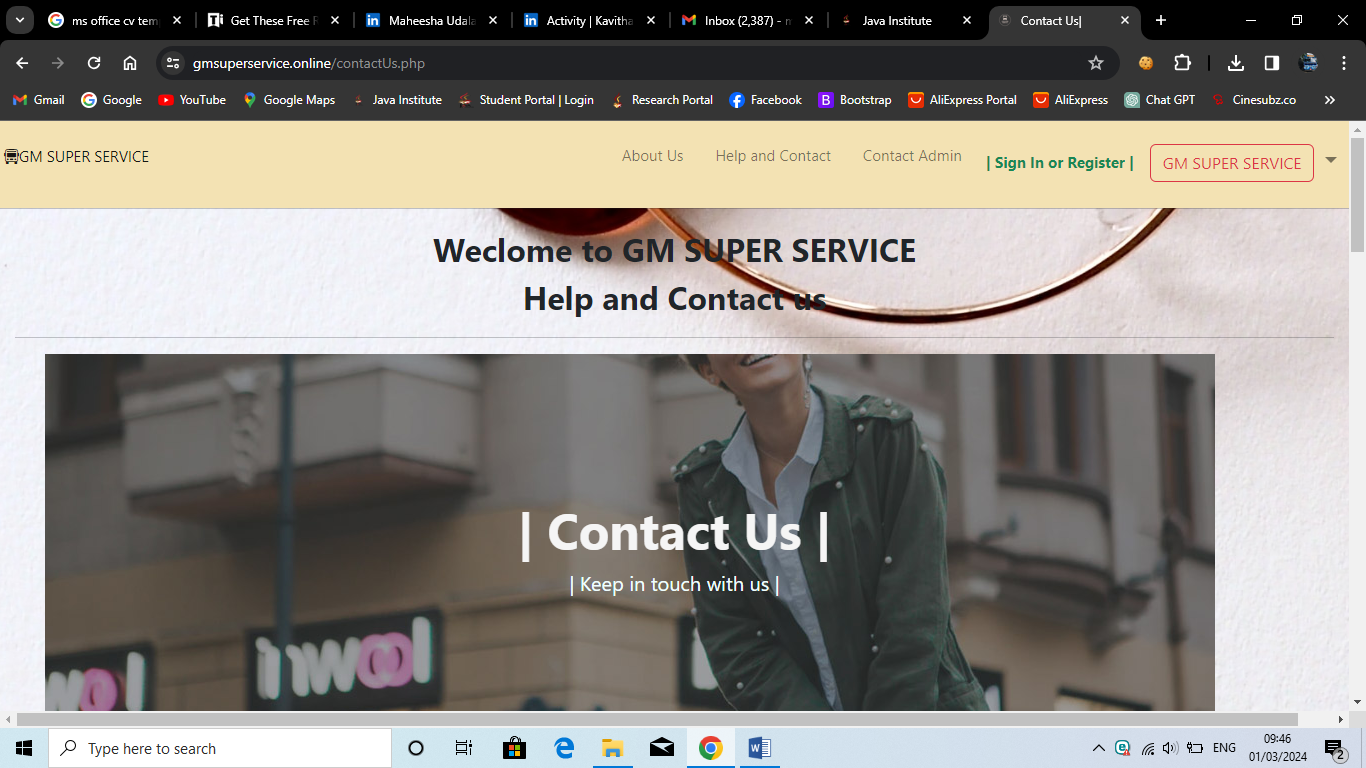 ms office cv temp
Get These Free R
Maheesha Udala
Activity | Kavitha
Inbox (2,387) - m
Java Institute
Contact Us|
gmsuperservice.online/contactUs.php
Gmail
Google
YouTube
Google Maps
Java Institute
Student Portal | Login
Research Portal
Facebook
Bootstrap
AliExpress Portal
AliExpress
Chat GPT
Cinesubz.co
GM SUPER SERVICE
About Us
Help and Contact
Contact Admin
| Sign In or Register |
GM SUPER SERVICE
Weclome to GM SUPER SERVICE
Help and Contact us
| Contact Us |
| Keep in touch with us |
Type here to search
ENG
09:46
01/03/2024
2